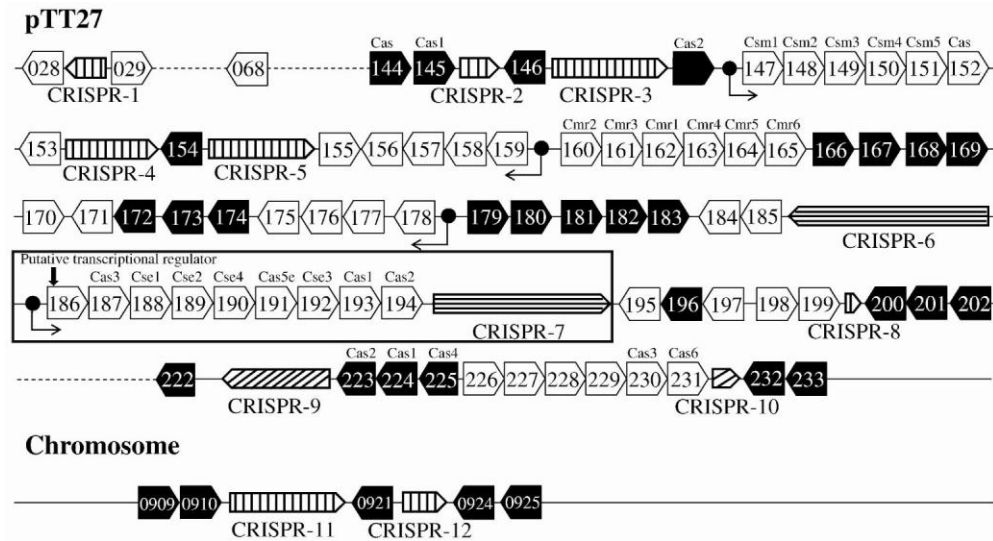 pTT27
Cas Cas1 Cas2 Csm1 Csm2 Csm3 Csm4 Csm5 Cas
028 029 068 144 145 146 147 148 149 150 151 152
CRISPR-1 CRISPR-2 CRISPR-3
Cmr2 Cmr3 Cmr1 Cmr4 Cmr5 Cmr6
153 154 155 156 157 158 159 160 161 162 163 164 165 166 167 168 169
CRISPR-4 CRISPR-5
170 171 172 173 174 175 176 177 178 179 180 181 182 183 184 185
CRISPR-6
Putative transcriptional regulator
Cas3 Cse1 Cse2 Cse4 Cas5e Cse3 Cas1 Cas2
186 187 188 189 190 191 192 193 194 195 196 197 198 199 200 201 202
CRISPR-7 CRISPR-8
Cas2 Cas1 Cas4 Cas3 Cas6
222 223 224 225 226 227 228 229 230 231 232 233
CRISPR-9 CRISPR-10
Chromosome
0909 0910 0921 0924 0925
CRISPR-11 CRISPR-12